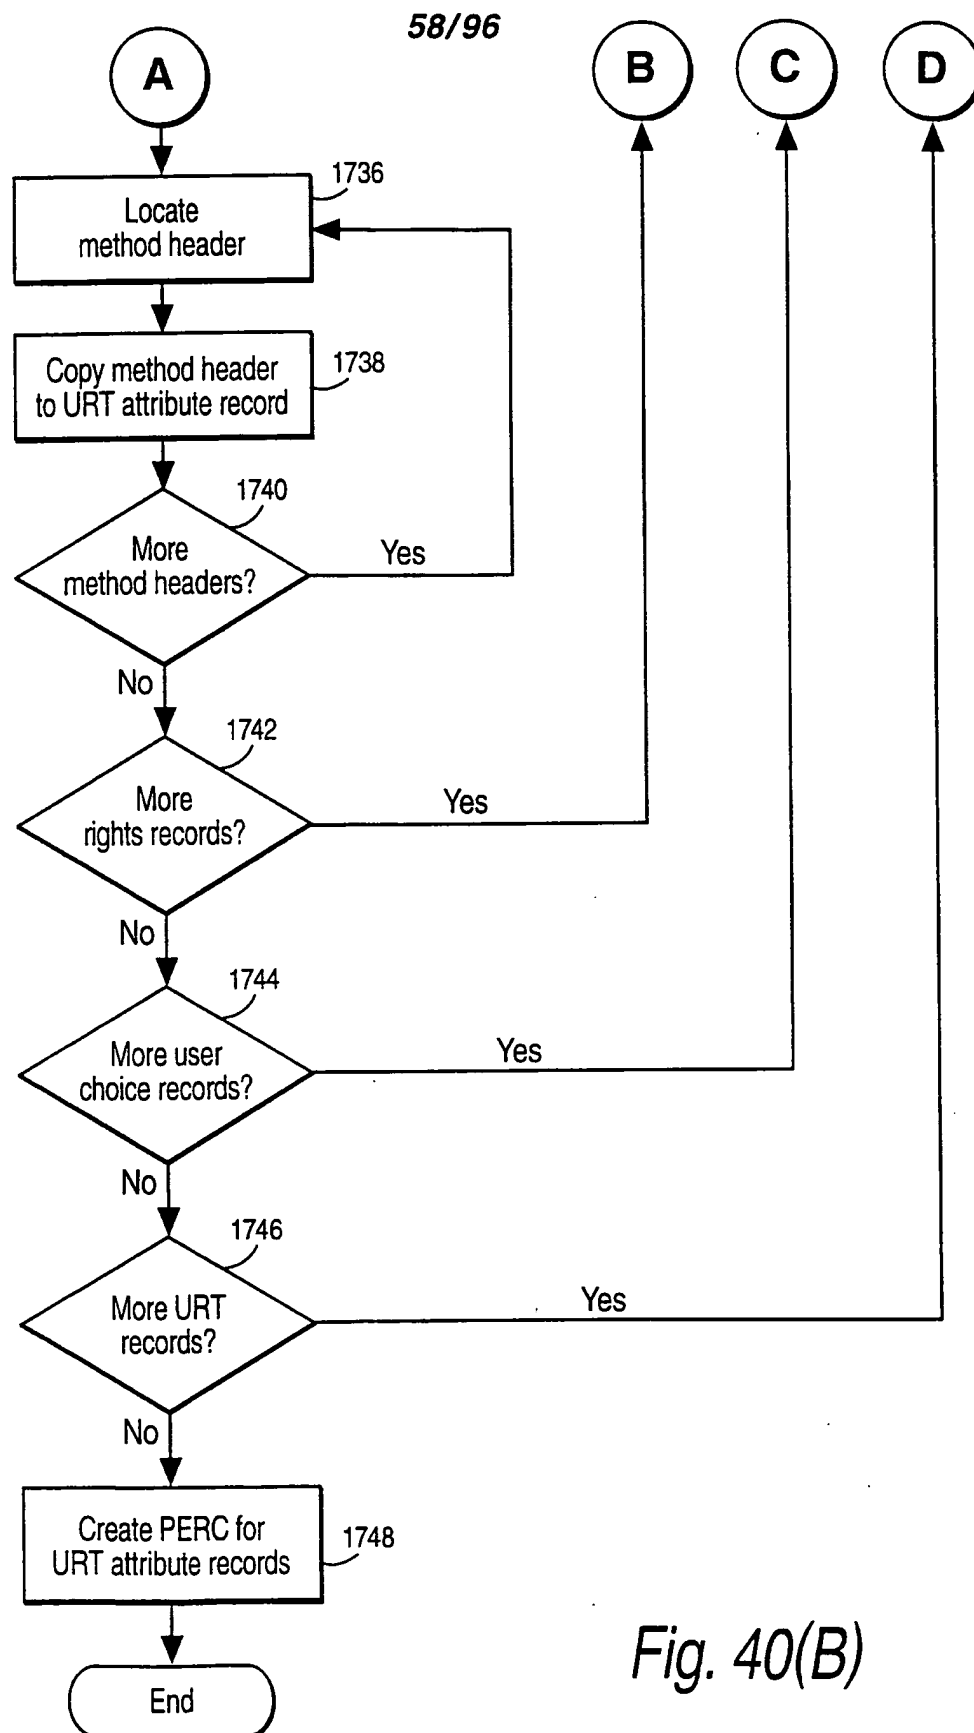 58/96
A
B
C
D
1736
Locate
method header
1738
Copy method header
to URT attribute record
1740
More
method headers?
Yes
No
1742
More
rights records?
Yes
No
1744
More user
choice records?
Yes
No
1746
More URT
records?
Yes
No
Create PERC for
URT attribute records
1748
End
Fig. 40(B)